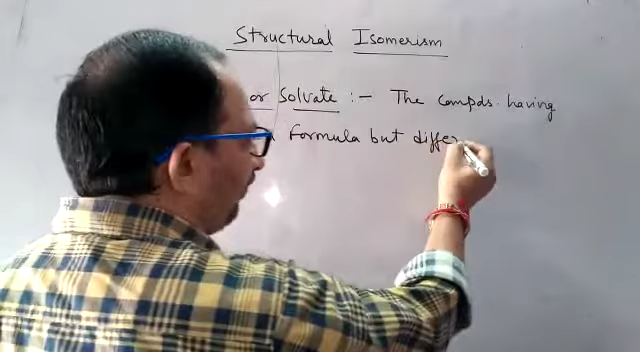 Structural Isomerism
or Solvate :- The compds. having
Formula but differ